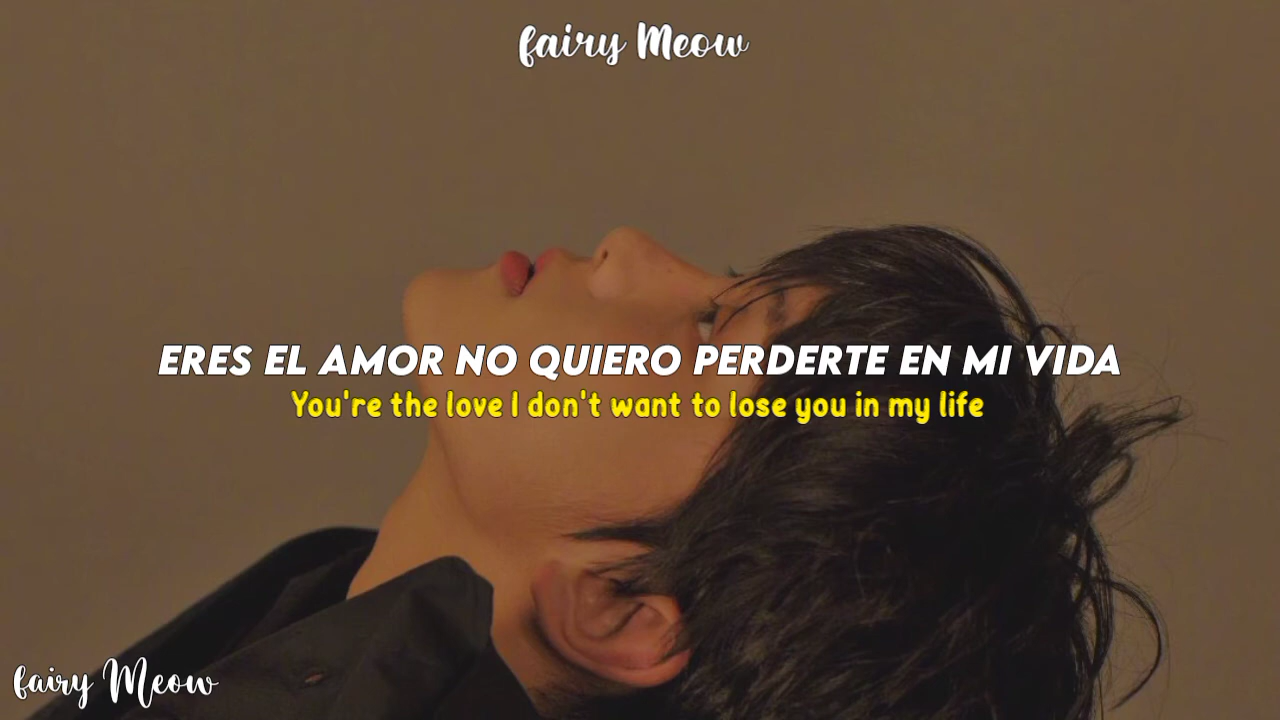 fairy Meow
ERES EL AMOR NO QUIERO PERDERTE EN MI VIDA
You're the love I don't want to lose you in my life
fairy Meow